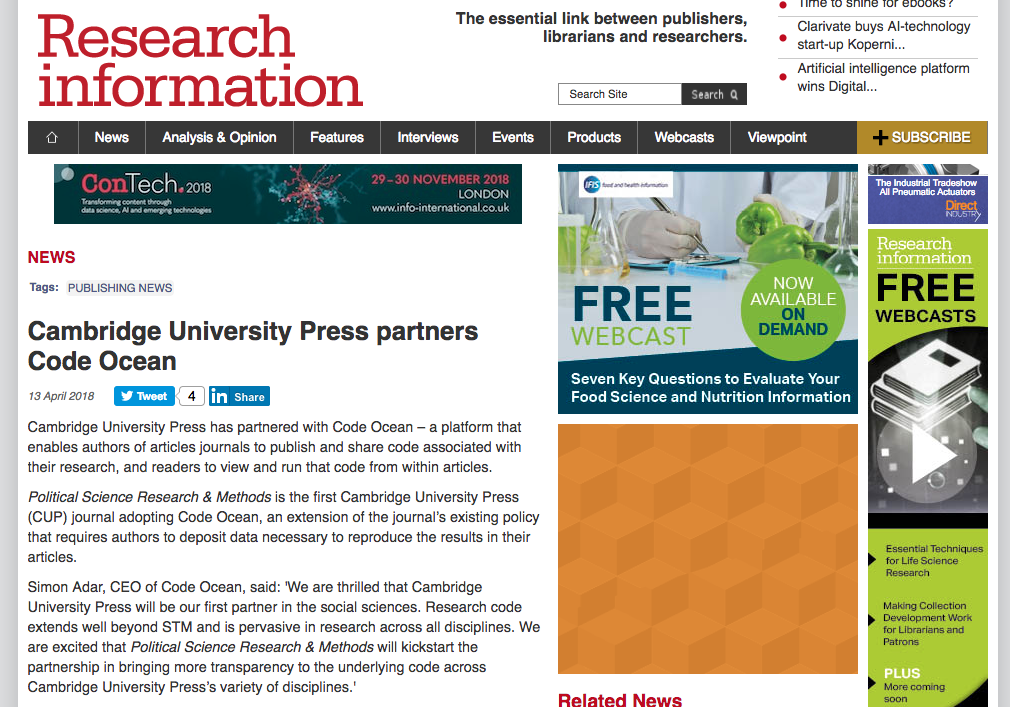 Research
information
The essential link between publishers,
librarians and researchers.
Search Site
Search
Time to shine for ebooks?
Clarivate buys AI-technology
start-up Koperni...
Artificial intelligence platform
wins Digital...
News
Analysis & Opinion
Features
Interviews
Events
Products
Webcasts
Viewpoint
+ SUBSCRIBE
ConTech.2018
Transforming content through
data science, AI and emerging technologies
29–30 NOVEMBER 2018
LONDON
www.info-international.co.uk
NEWS
Tags: PUBLISHING NEWS
Cambridge University Press partners
Code Ocean
13 April 2018
Tweet
4
in Share
Cambridge University Press has partnered with Code Ocean – a platform that
enables authors of articles journals to publish and share code associated with
their research, and readers to view and run that code from within articles.
Political Science Research & Methods is the first Cambridge University Press
(CUP) journal adopting Code Ocean, an extension of the journal’s existing policy
that requires authors to deposit data necessary to reproduce the results in their
articles.
Simon Adar, CEO of Code Ocean, said: 'We are thrilled that Cambridge
University Press will be our first partner in the social sciences. Research code
extends well beyond STM and is pervasive in research across all disciplines. We
are excited that Political Science Research & Methods will kickstart the
partnership in bringing more transparency to the underlying code across
Cambridge University Press’s variety of disciplines.'
IFIS food and health information
FREE
WEBCAST
NOW
AVAILABLE
ON
DEMAND
Seven Key Questions to Evaluate Your
Food Science and Nutrition Information
Related News
The Industrial Tradeshow
All Pneumatic Actuators
Direct
INDUSTRY
Research
information
FREE
WEBCASTS
Essential Techniques
for Life Science
Research
Making Collection
Development Work
for Librarians and
Patrons
PLUS
More coming
soon